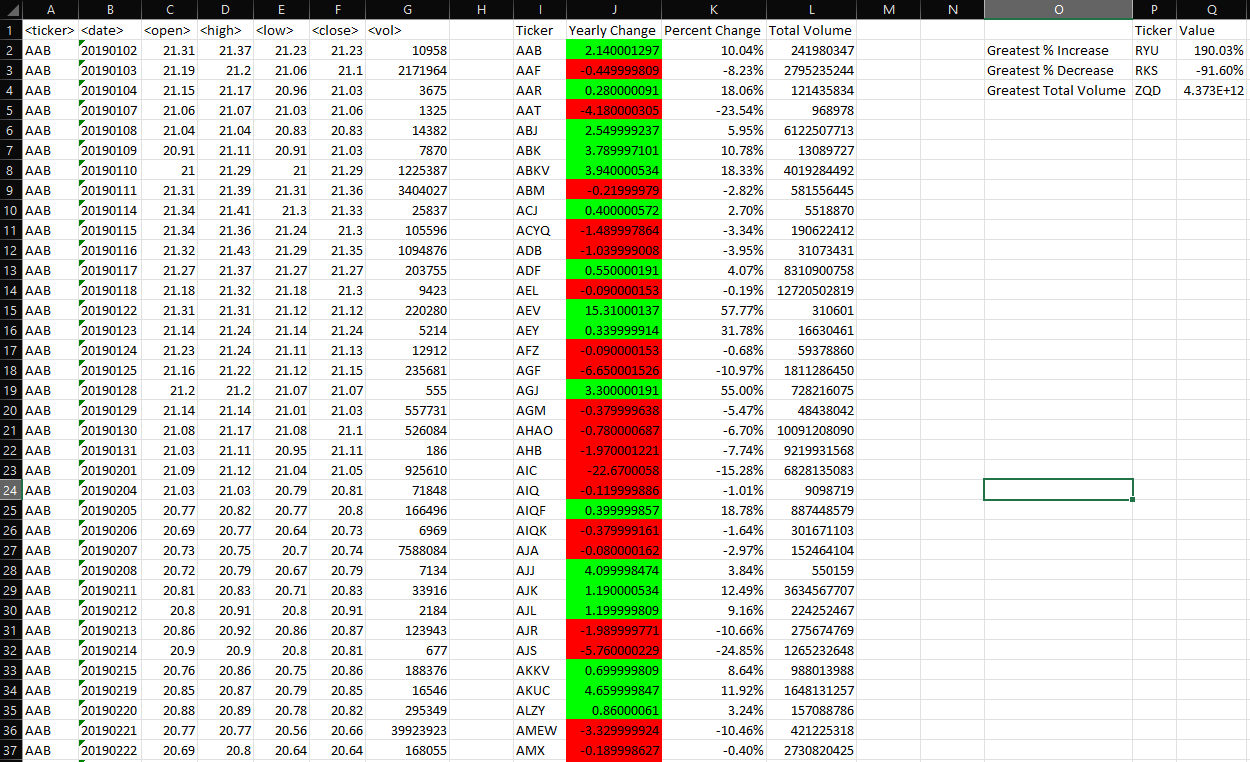 A B C D E F G H I J K L M N O P Q
1 <ticker> <date> <open> <high> <low> <close> <vol> Ticker Yearly Change Percent Change Total Volume Ticker Value
2 AAB 20190102 21.31 21.37 21.23 21.23 10958 AAB 2.140001297 10.04% 241980347 Greatest % Increase RYU 190.03%
3 AAB 20190103 21.19 21.2 21.06 21.1 2171964 AAF -0.449999809 -8.23% 2795235244 Greatest % Decrease RKS -91.60%
4 AAB 20190104 21.15 21.17 20.96 21.03 3675 AAR 0.280000091 18.06% 121435834 Greatest Total Volume ZQD 4.373E+12
5 AAB 20190107 21.06 21.07 21.03 21.06 1325 AAT -4.180000305 -23.54% 968978
6 AAB 20190108 21.04 21.04 20.83 20.83 14382 ABJ 2.549999237 5.95% 6122507713
7 AAB 20190109 20.91 21.11 20.91 21.03 7870 ABK 3.789997101 10.78% 13089727
8 AAB 20190110 21 21.29 21 21.29 1225387 ABKV 3.940000534 18.33% 4019284492
9 AAB 20190111 21.31 21.39 21.31 21.36 3404027 ABM -0.21999979 -2.82% 581556445
10 AAB 20190114 21.34 21.41 21.3 21.33 25837 ACJ 0.400000572 2.70% 5518870
11 AAB 20190115 21.34 21.36 21.24 21.3 105596 ACYQ -1.489997864 -3.34% 190622412
12 AAB 20190116 21.32 21.43 21.29 21.35 1094876 ADB -1.039999008 -3.95% 31073431
13 AAB 20190117 21.27 21.37 21.27 21.27 203755 ADF 0.550000191 4.07% 8310900758
14 AAB 20190118 21.18 21.32 21.18 21.3 9423 AEL -0.090000153 -0.19% 12720502819
15 AAB 20190122 21.31 21.31 21.12 21.12 220280 AEV 15.31000137 57.77% 310601
16 AAB 20190123 21.14 21.24 21.14 21.24 5214 AEY 0.339999914 31.78% 16630461
17 AAB 20190124 21.23 21.24 21.11 21.13 12912 AFZ -0.090000153 -0.68% 59378860
18 AAB 20190125 21.16 21.22 21.12 21.15 235681 AGF -6.650001526 -10.97% 1811286450
19 AAB 20190128 21.2 21.2 21.07 21.07 555 AGJ 3.300000191 55.00% 728216075
20 AAB 20190129 21.14 21.14 21.01 21.03 557731 AGM -0.379999638 -5.47% 48438042
21 AAB 20190130 21.08 21.17 21.08 21.1 526084 AHAO -0.780000687 -6.70% 10091208090
22 AAB 20190131 21.03 21.11 20.95 21.11 186 AHB -1.970001221 -7.74% 9219931568
23 AAB 20190201 21.09 21.12 21.04 21.05 925610 AIC -22.6700058 -15.28% 6828135083
24 AAB 20190204 21.03 21.03 20.79 20.81 71848 AIQ -0.119999886 -1.01% 9098719
25 AAB 20190205 20.77 20.82 20.77 20.8 166496 AIQF 0.399999857 18.78% 887448579
26 AAB 20190206 20.69 20.77 20.64 20.73 6969 AIQK -0.379999161 -1.64% 301671103
27 AAB 20190207 20.73 20.75 20.7 20.74 7588084 AJA -0.080000162 -2.97% 152464104
28 AAB 20190208 20.72 20.79 20.67 20.79 7134 AJJ 4.099998474 3.84% 550159
29 AAB 20190211 20.81 20.83 20.71 20.83 33916 AJK 1.190000534 12.49% 3634567707
30 AAB 20190212 20.8 20.91 20.8 20.91 2184 AJL 1.199999809 9.16% 224252467
31 AAB 20190213 20.86 20.92 20.86 20.87 123943 AJR -1.989999771 -10.66% 275674769
32 AAB 20190214 20.9 20.9 20.8 20.81 677 AJS -5.760000229 -24.85% 1265232648
33 AAB 20190215 20.76 20.86 20.75 20.86 188376 AKKV 0.699999809 8.64% 988013988
34 AAB 20190219 20.85 20.87 20.79 20.85 16546 AKUC 4.659999847 11.92% 1648131257
35 AAB 20190220 20.88 20.89 20.78 20.82 295349 ALZY 0.86000061 3.24% 157088786
36 AAB 20190221 20.77 20.77 20.56 20.66 39923923 AMEW -3.329999924 -10.46% 421225318
37 AAB 20190222 20.69 20.8 20.64 20.64 168055 AMX -0.189998627 -0.40% 2730820425